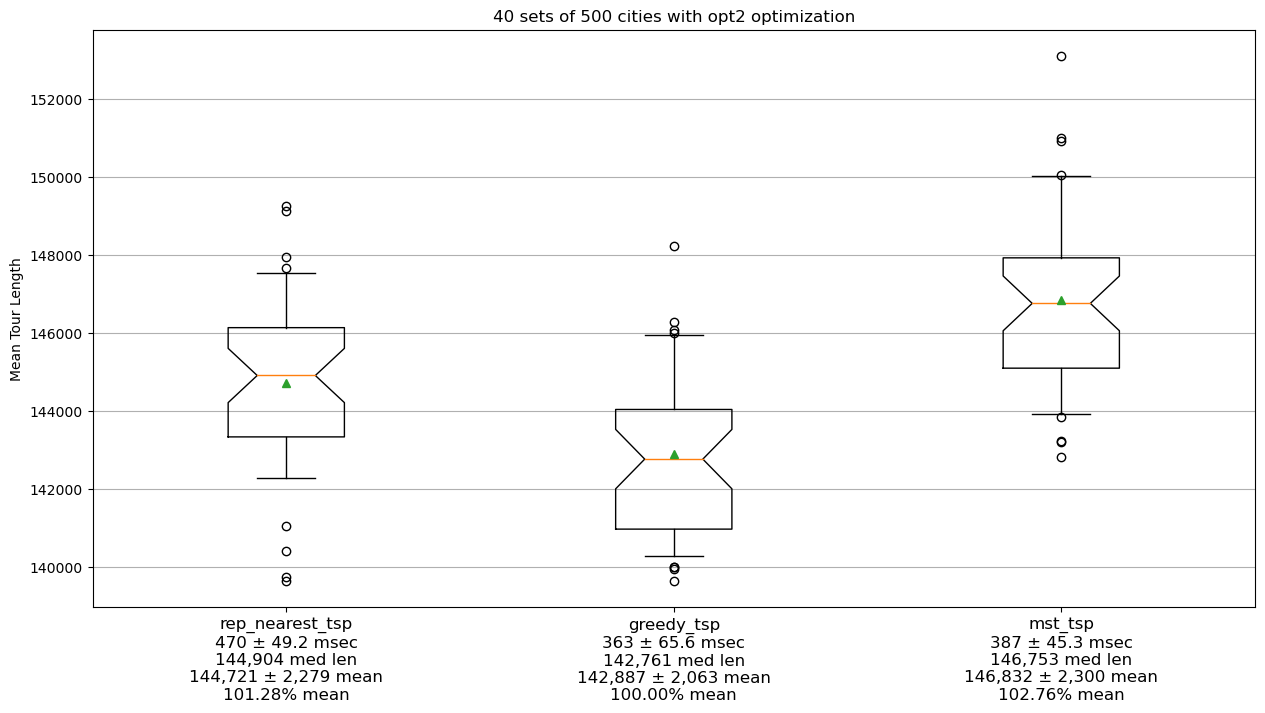 40 sets of 500 cities with opt2 optimization
Mean Tour Length
152000
150000
148000
146000
144000
142000
140000
rep_nearest_tsp
470 ± 49.2 msec
144,904 med len
144,721 ± 2,279 mean
101.28% mean
greedy_tsp
363 ± 65.6 msec
142,761 med len
142,887 ± 2,063 mean
100.00% mean
mst_tsp
387 ± 45.3 msec
146,753 med len
146,832 ± 2,300 mean
102.76% mean